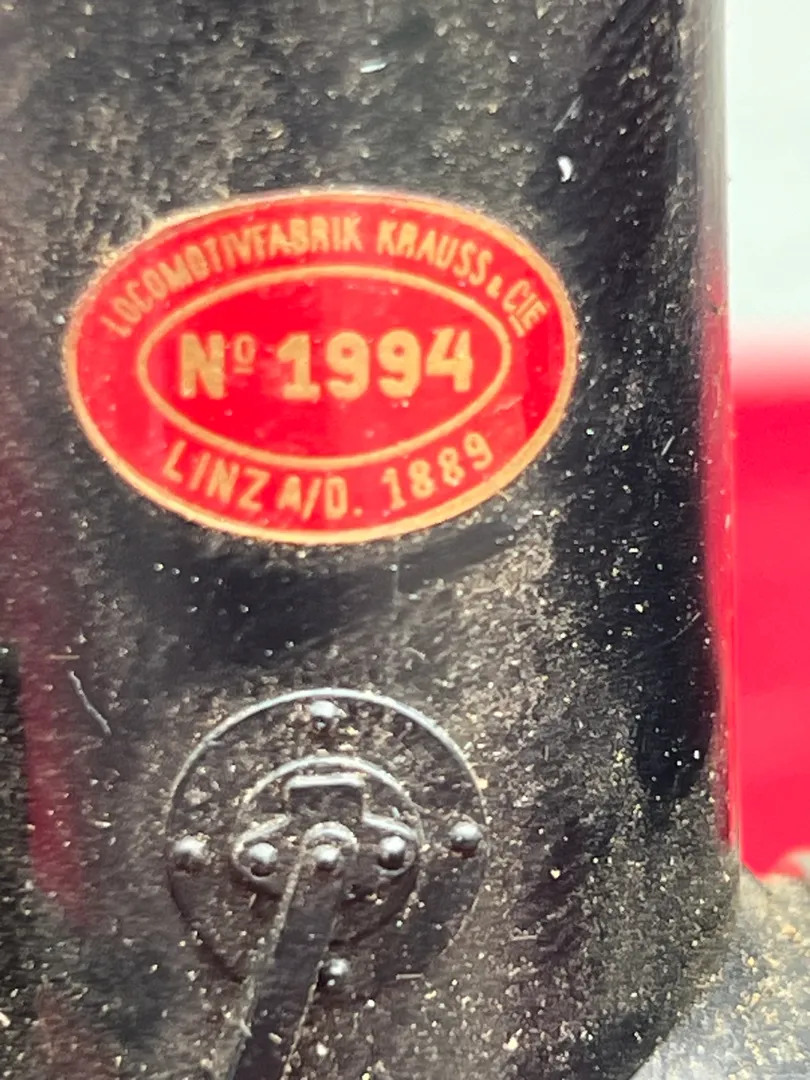 LOCOMOTIVFABRIK KRAUSS & CIE
Nº 1994
LINZ A/D. 1889